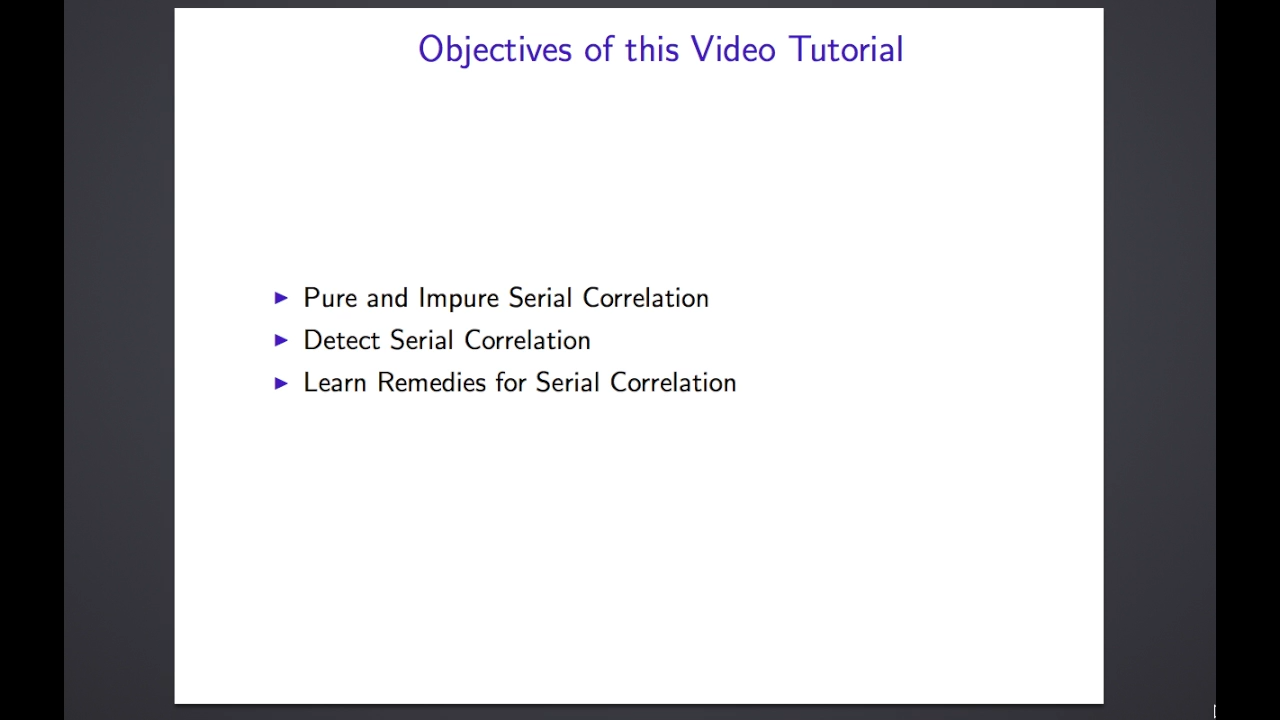 Objectives of this Video Tutorial
▶ Pure and Impure Serial Correlation
▶ Detect Serial Correlation
▶ Learn Remedies for Serial Correlation